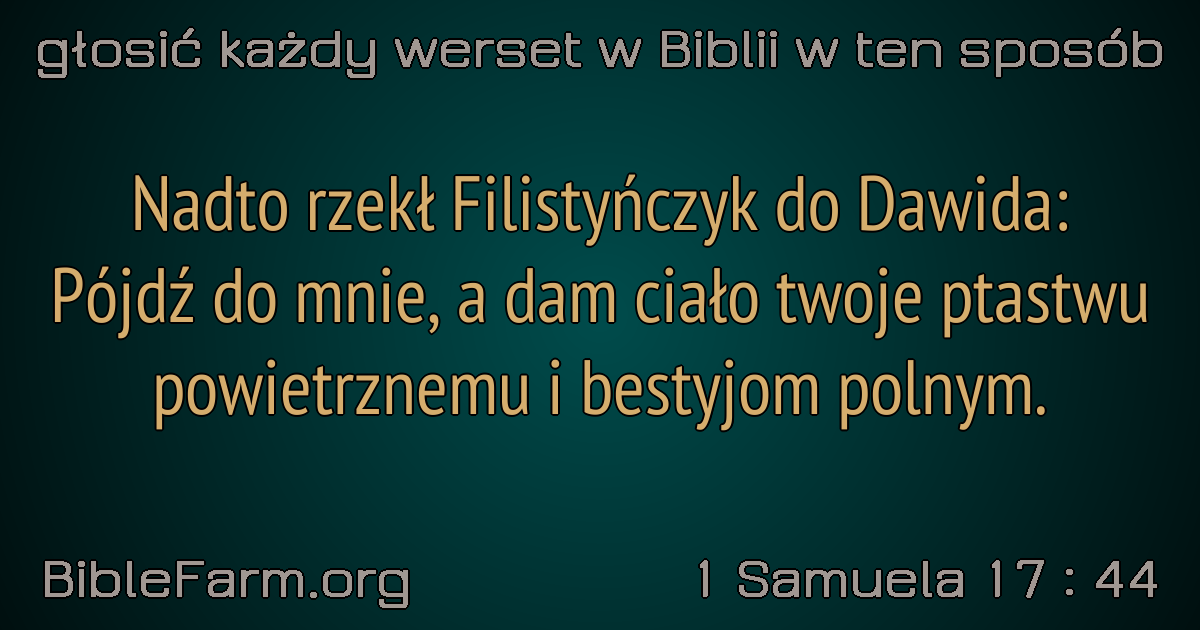 głosić każdy werset w Biblii w ten sposób
Nadto rzekł Filistyńczyk do Dawida:
Pójdź do mnie, a dam ciało twoje ptastwu
powietrznemu i bestyjom polnym.
BibleFarm.org
1 Samuela 17 : 44